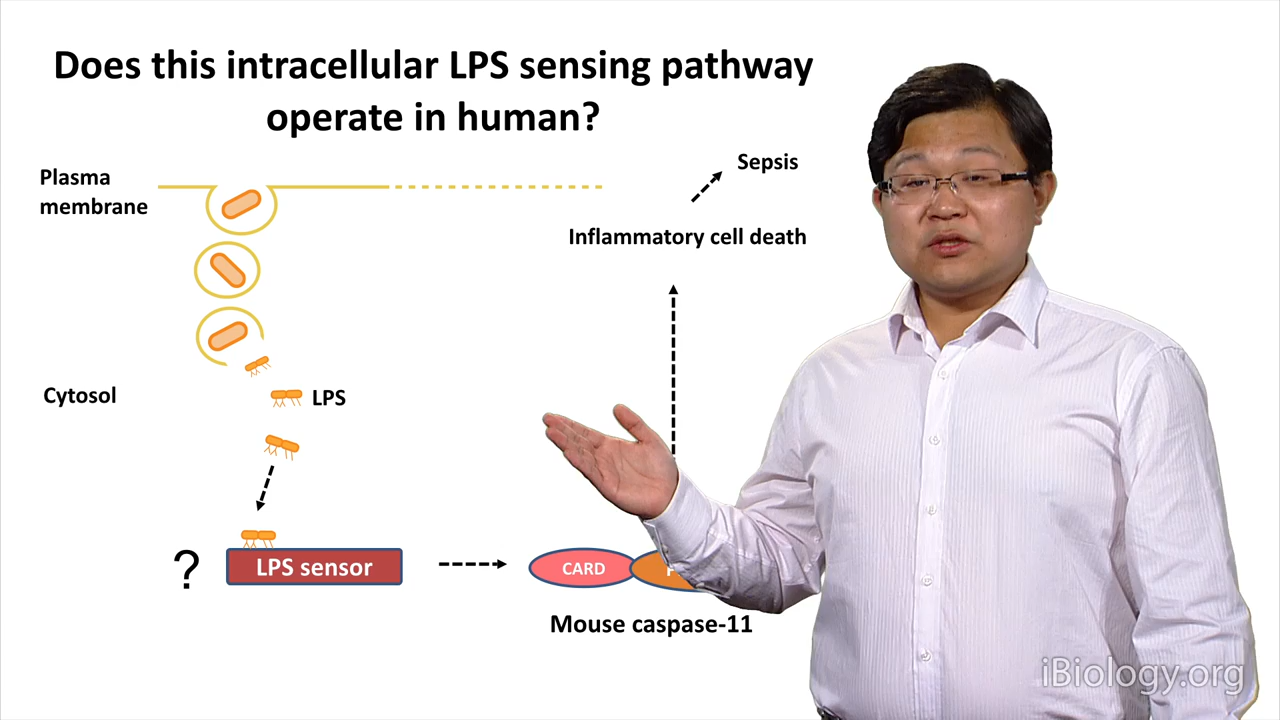 Does this intracellular LPS sensing pathway
operate in human?
Plasma
membrane
Sepsis
Inflammatory cell death
Cytosol
LPS
?
LPS sensor
CARD
Mouse caspase-11
iBiology.org